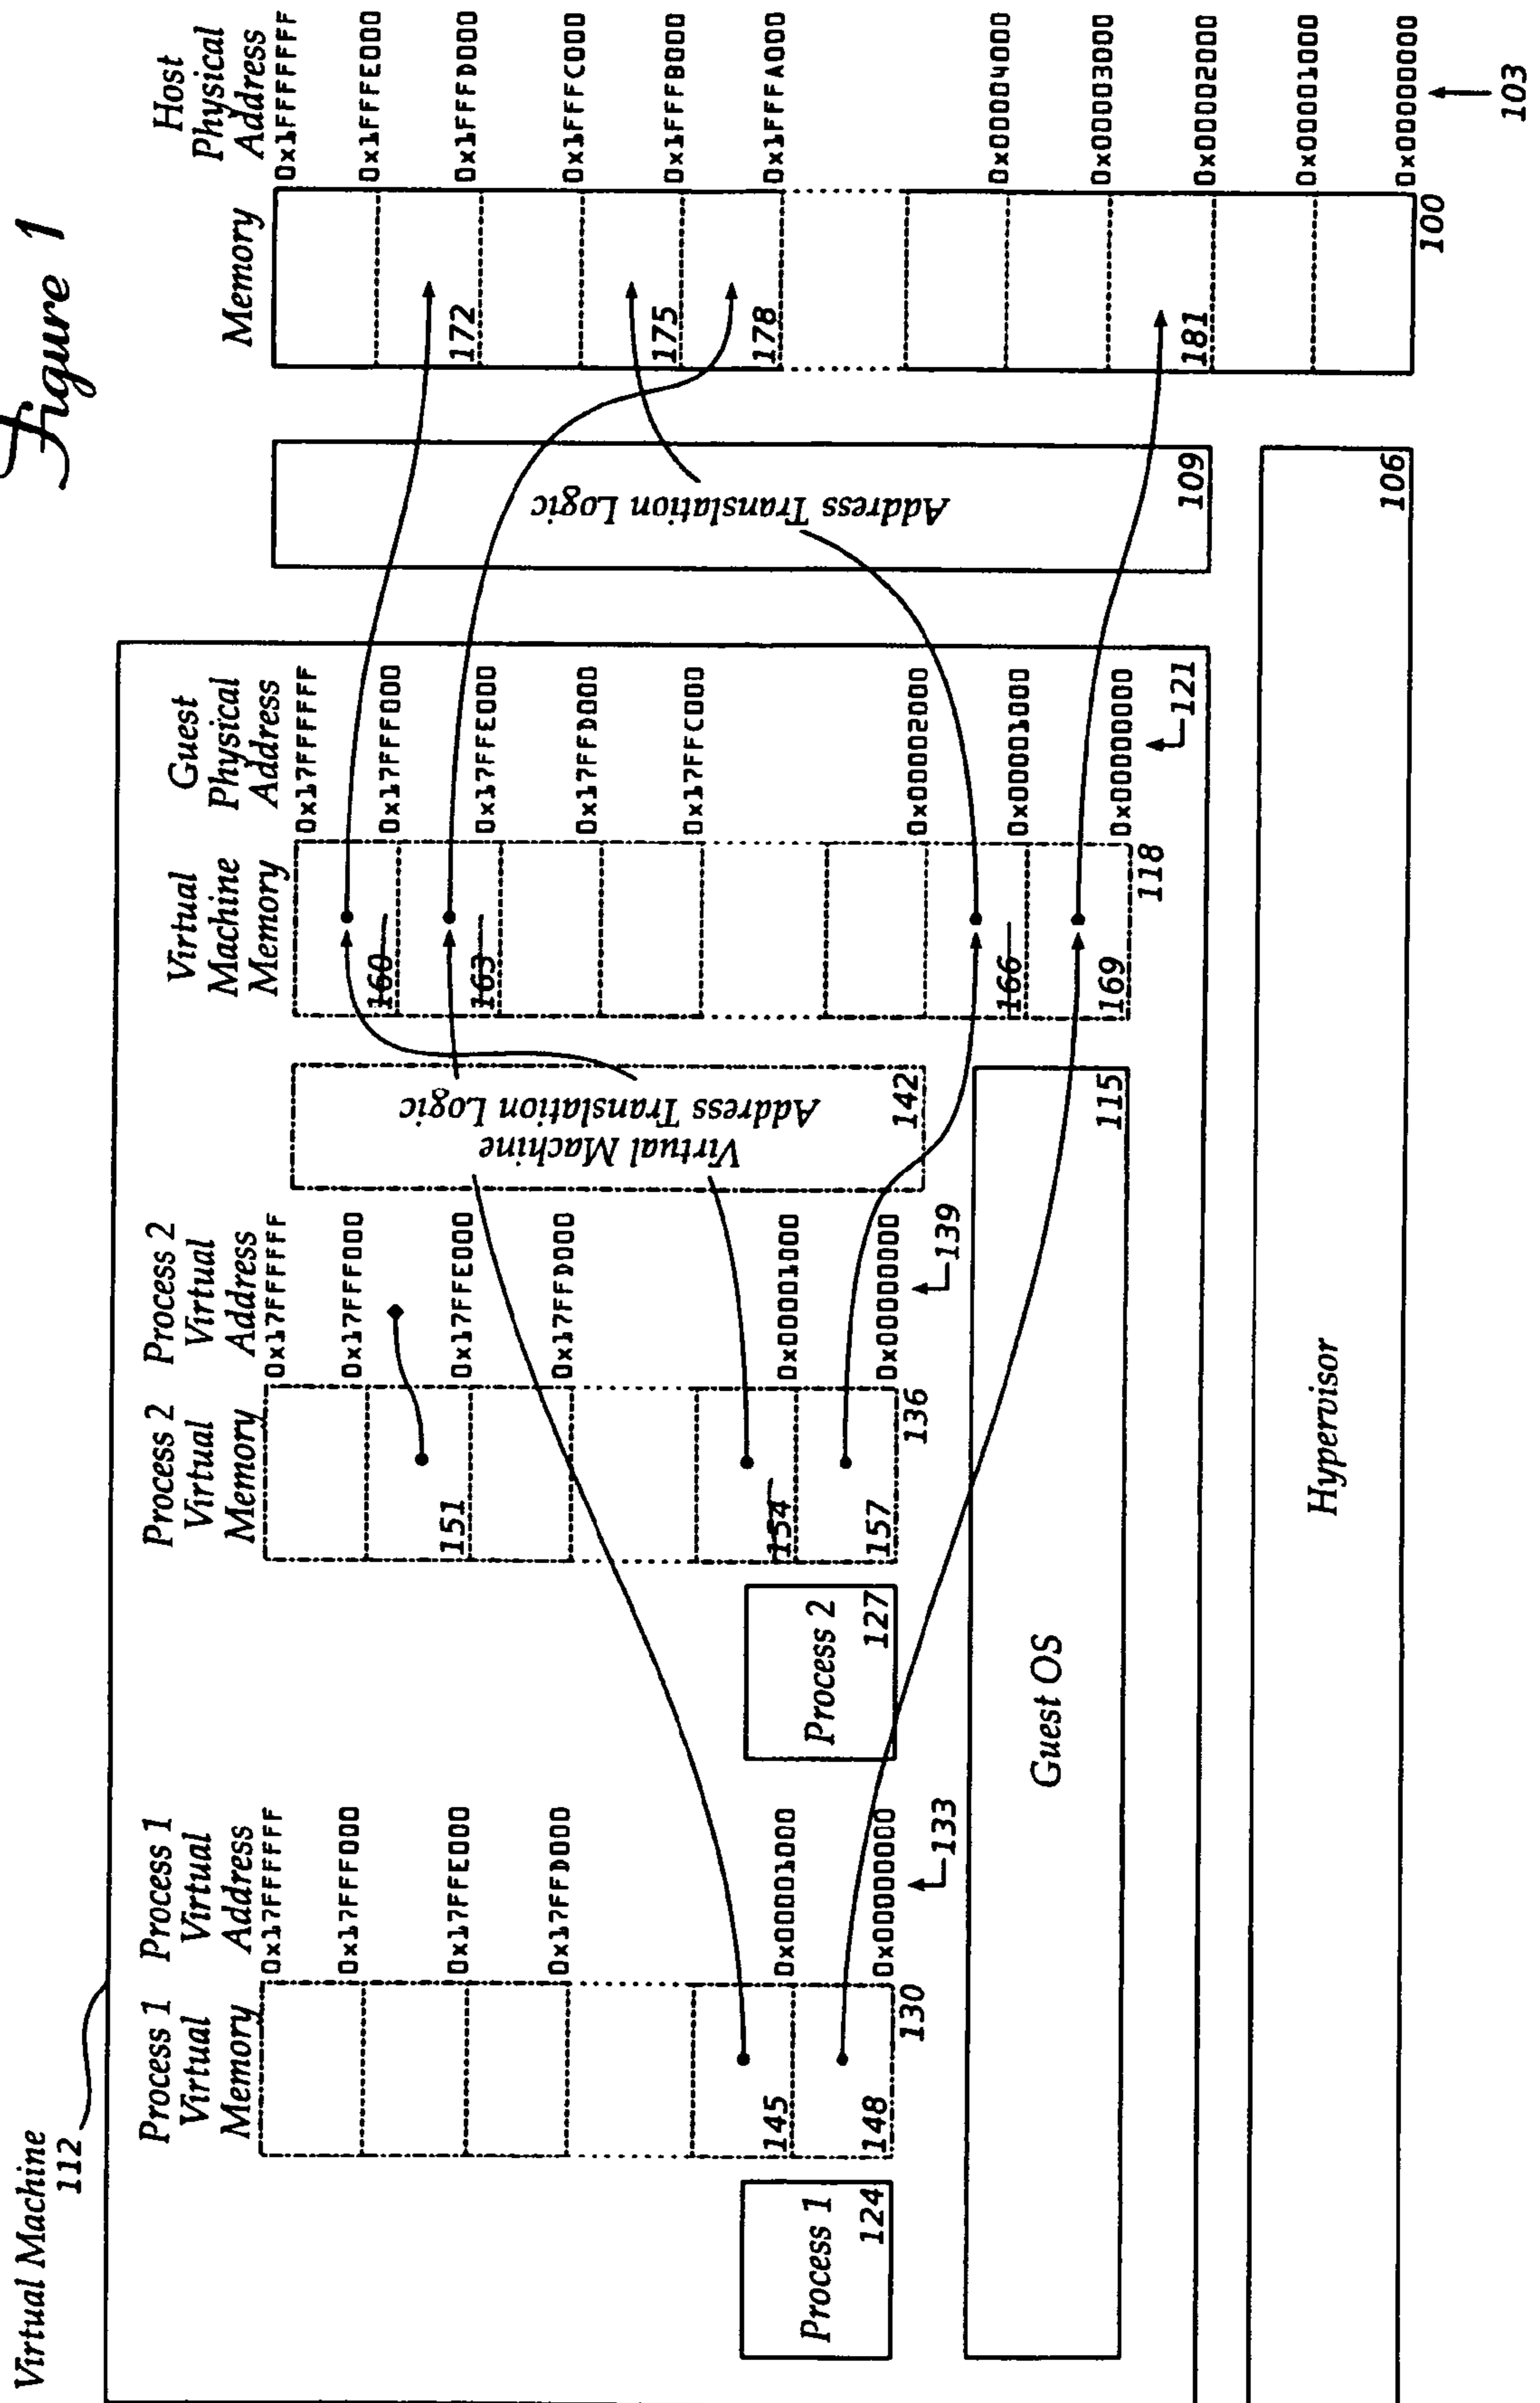 Figure 1
Virtual Machine
112
Process 1
Virtual
Memory
Process 1
Virtual
Address
0x17FFFFFF
0x17FFF000
0x17FFE000
0x17FFD000
0x00001000
0x00000000
145
148
130
133
Process 1
124
Process 2
Virtual
Memory
Process 2
Virtual
Address
0x17FFFFFF
0x17FFF000
0x17FFE000
0x17FFD000
0x00001000
0x00000000
151
154
157
136
139
Process 2
127
Virtual Machine
Address Translation Logic
142
Guest OS
115
Virtual
Machine
Memory
Guest
Physical
Address
0x17FFFFFF
0x17FFF000
0x17FFE000
0x17FFD000
0x17FFC000
0x00002000
0x00001000
0x00000000
160
163
166
169
118
121
Address Translation Logic
109
Hypervisor
106
Memory
Host
Physical
Address
0x1FFFFFFF
0x1FFFE000
0x1FFFD000
0x1FFFC000
0x1FFFB000
0x1FFFA000
0x00004000
0x00003000
0x00002000
0x00001000
0x00000000
172
175
178
181
100
103